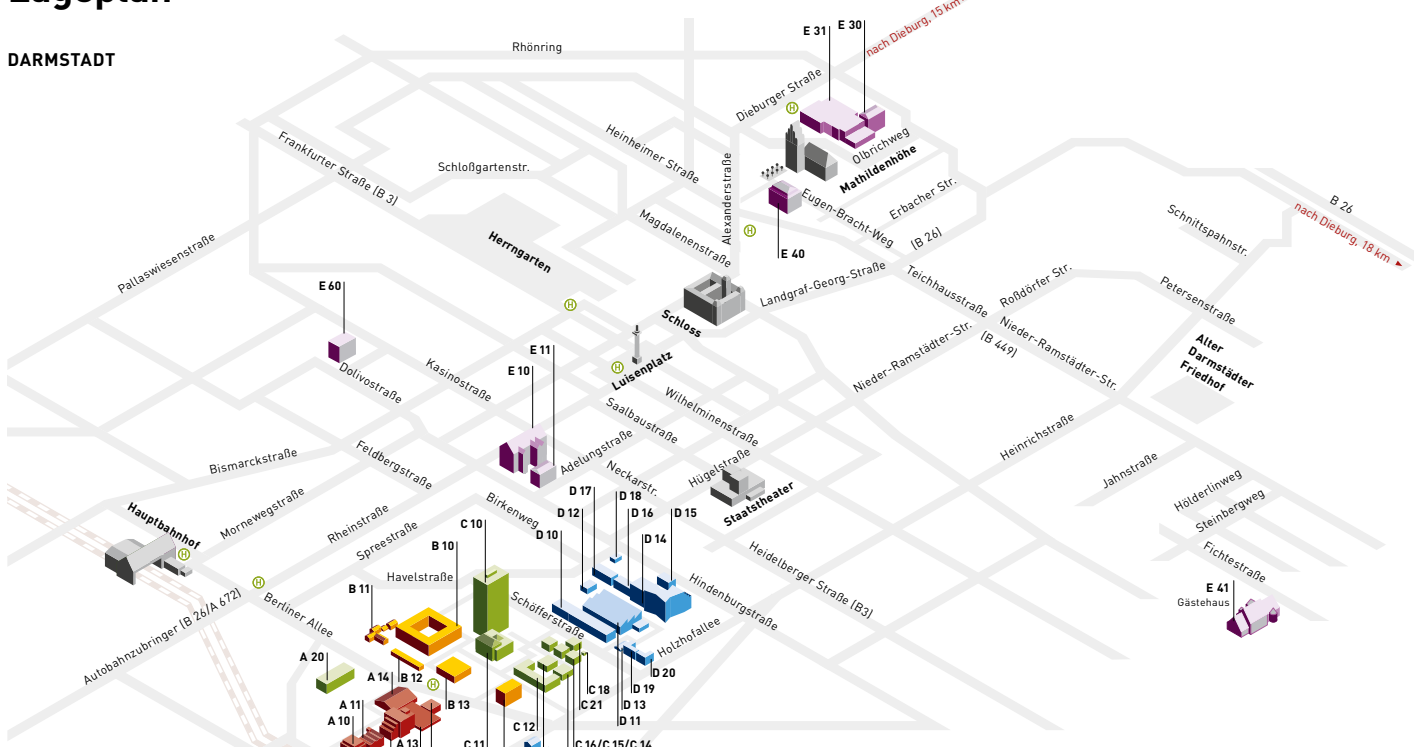 Lageplan
DARMSTADT
nach Dieburg, 15 km
E 31
E 30
Rhönring
Dieburger Straße
Olbrichweg
Mathildenhöhe
Frankfurter Straße (B 3)
Heinheimer Straße
Schloßgartenstr.
Alexanderstraße
Erbacher Str.
Eugen-Bracht-Weg
(B 26)
B 26
nach Dieburg, 18 km
Schnittspahnstr.
Magdalenenstraße
Herrngarten
H
H
H
H
H
H
H
E 40
Pallaswiesenstraße
E 60
Landgraf-Georg-Straße
Teichhausstraße
Roßdörfer Str.
Petersenstraße
Schloss
Nieder-Ramstädter-Str.
(B 449)
Nieder-Ramstädter-Str.
Alter
Darmstädter
Friedhof
E 11
E 10
Luisenplatz
Dolivostraße
Kasinostraße
Wilhelminenstraße
Saalbaustraße
Adelungstraße
Heinrichstraße
Bismarckstraße
Feldbergstraße
Neckarstr.
Hügelstraße
Staatstheater
Jahnstraße
Hölderlinweg
Steinbergweg
Fichtestraße
Hauptbahnhof
Mornewegstraße
Rheinstraße
Spreestraße
Birkenweg
D 17
D 18
D 12
D 16
D 15
C 10
D 10
D 14
B 10
Havelstraße
Schöfferstraße
Heidelberger Straße (B3)
Hindenburgstraße
Holzhofallee
E 41
Gästehaus
B 11
Berliner Allee
Autobahnzubringer (B 26/A 672)
A 20
A 14
B 12
B 13
D 20
D 19
D 13
D 11
C 18
C 21
A 11
A 10
A 13
C 12
C 11
C 16/C 15/C 14